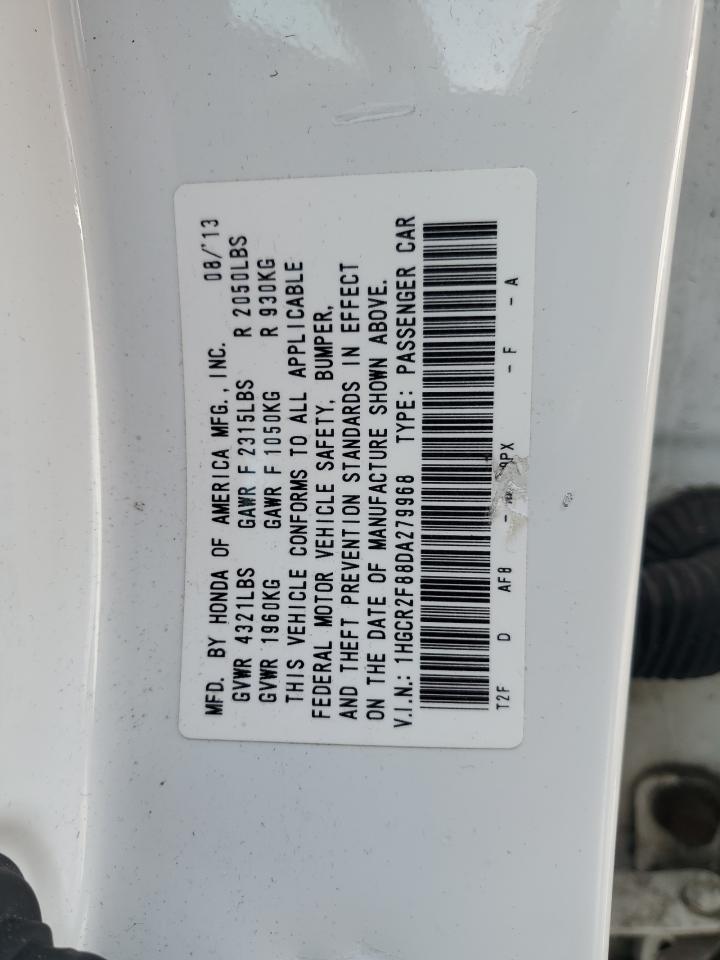 MFD. BY HONDA OF AMERICA MFG., INC. 08/'13
GVWR 4321LBS GAWR F 2315LBS R 2050LBS
GVWR 1960KG GAWR F 1050KG R 930KG
THIS VEHICLE CONFORMS TO ALL APPLICABLE
FEDERAL MOTOR VEHICLE SAFETY, BUMPER,
AND THEFT PREVENTION STANDARDS IN EFFECT
ON THE DATE OF MANUFACTURE SHOWN ABOVE.
V.I.N.: 1HGCR2F88DA279968 TYPE: PASSENGER CAR
T2F D AF8 - - F - A